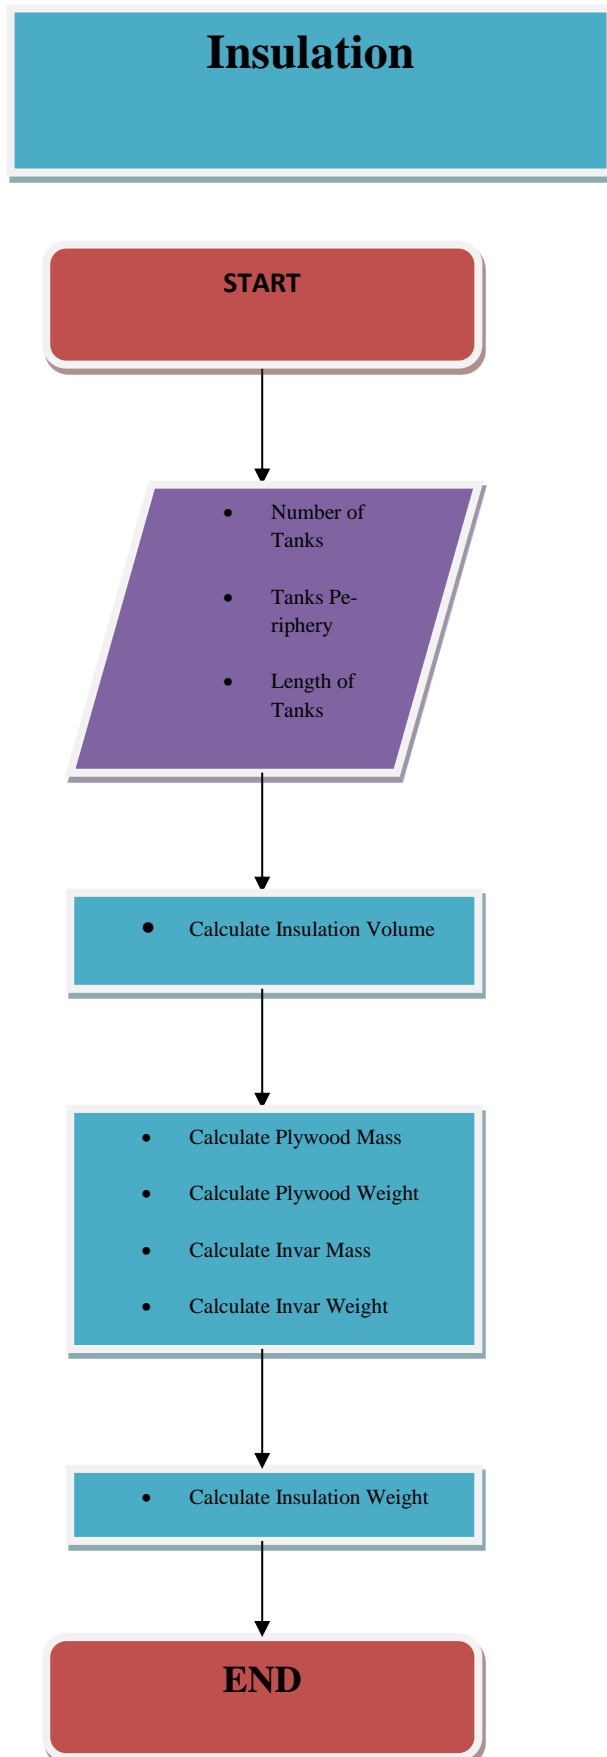 Insulation
START
• Number of
Tanks
• Tanks Pe-
riphery
• Length of
Tanks
• Calculate Insulation Volume
• Calculate Plywood Mass
• Calculate Plywood Weight
• Calculate Invar Mass
• Calculate Invar Weight
• Calculate Insulation Weight
END